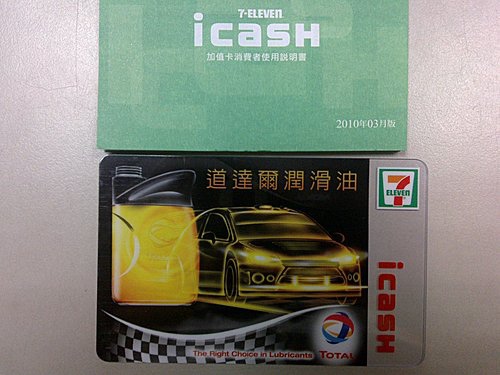 7-ELEVEN
icash
加值卡消費者使用說明書
2010年03月版
道達爾潤滑油
7
ELEVEN
icash
The Right Choice in Lubricants
TOTAL